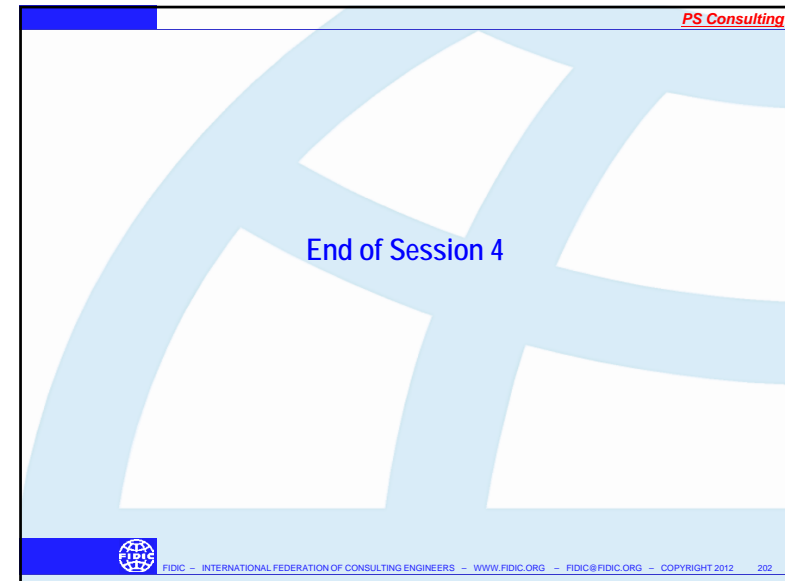 PS Consulting
End of Session 4
FIDIC
FIDIC – INTERNATIONAL FEDERATION OF CONSULTING ENGINEERS – WWW.FIDIC.ORG – FIDIC@FIDIC.ORG – COPYRIGHT 2012 202